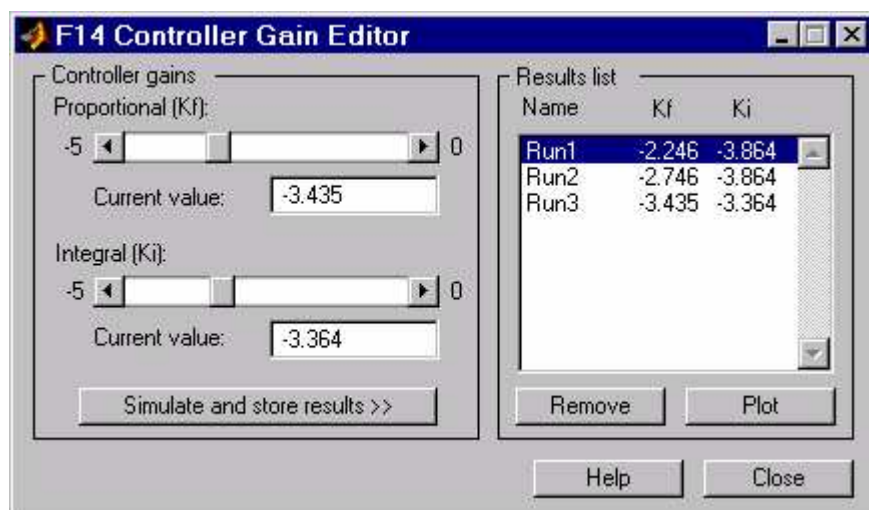 F14 Controller Gain Editor
Controller gains
Proportional (Kf):
-5 0
Current value: -3.435
Integral (Ki):
-5 0
Current value: -3.364
Simulate and store results >>
Results list
Name Kf Ki
Run1 -2.246 -3.864
Run2 -2.746 -3.864
Run3 -3.435 -3.364
Remove Plot
Help Close